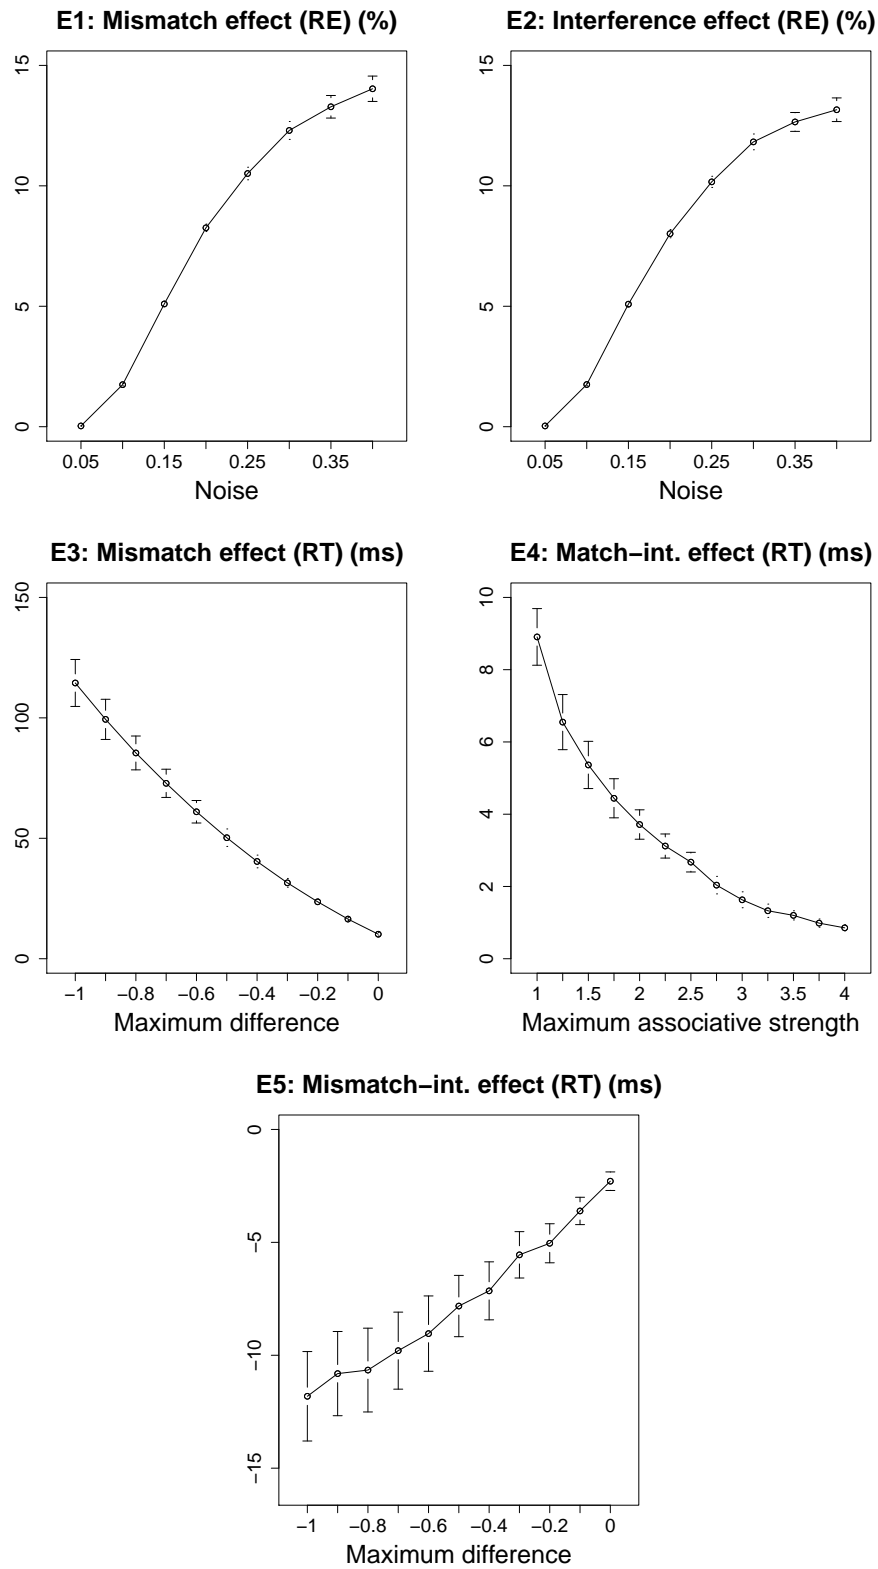 E1: Mismatch effect (RE) (%)
15
10
5
0
0.05 0.15 0.25 0.35
Noise
E2: Interference effect (RE) (%)
15
10
5
0
0.05 0.15 0.25 0.35
Noise
E3: Mismatch effect (RT) (ms)
150
100
50
0
−1 −0.8 −0.6 −0.4 −0.2 0
Maximum difference
E4: Match−int. effect (RT) (ms)
10
8
6
4
2
0
1 1.5 2 2.5 3 3.5 4
Maximum associative strength
E5: Mismatch−int. effect (RT) (ms)
0
−5
−10
−15
−1 −0.8 −0.6 −0.4 −0.2 0
Maximum difference